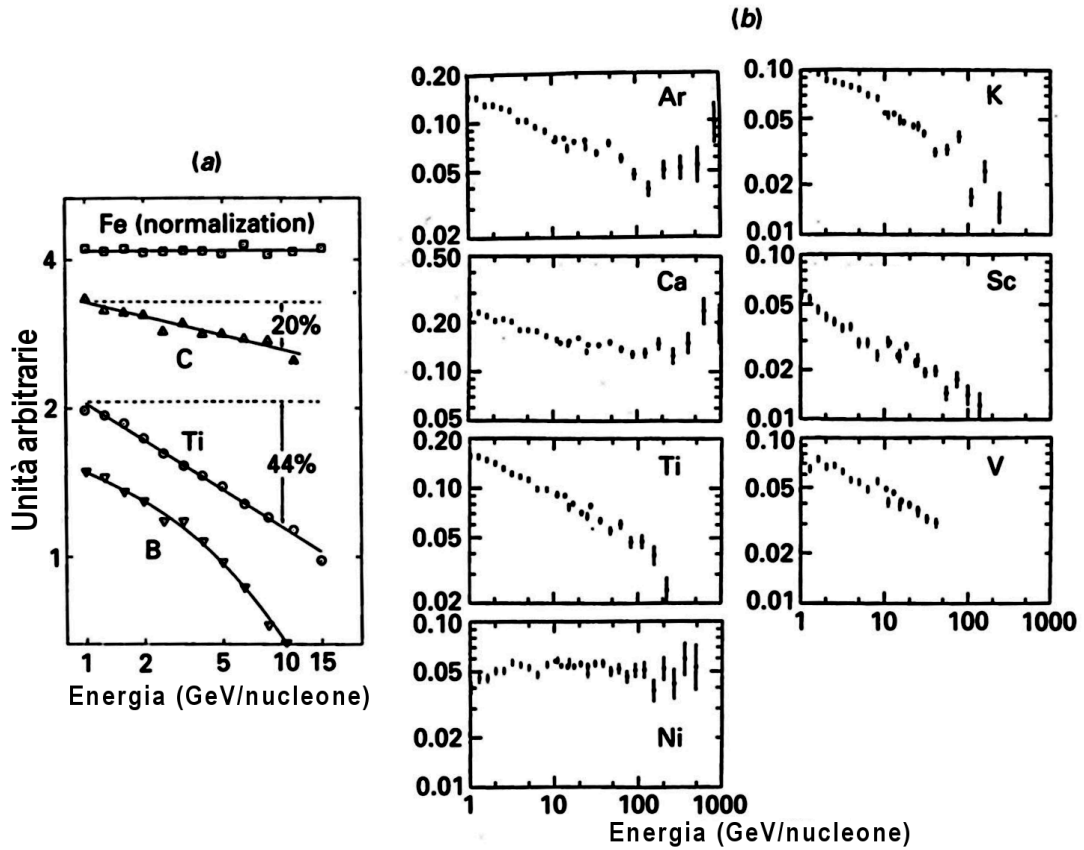 (a)
Fe (normalization)
4
20%
C
2
Ti
44%
1
B
1 2 5 10 15
Energia (GeV/nucleone)
Unità arbitrarie
(b)
0.20
Ar
0.10
0.05
0.02
0.50
Ca
0.20
0.10
0.05
0.20
Ti
0.10
0.05
0.02
0.10
0.05
Ni
0.01
1 10 100 1000
0.10
K
0.05
0.02
0.01
0.10
Sc
0.05
0.02
0.01
0.10
V
0.05
0.02
0.01
1 10 100 1000
Energia (GeV/nucleone)